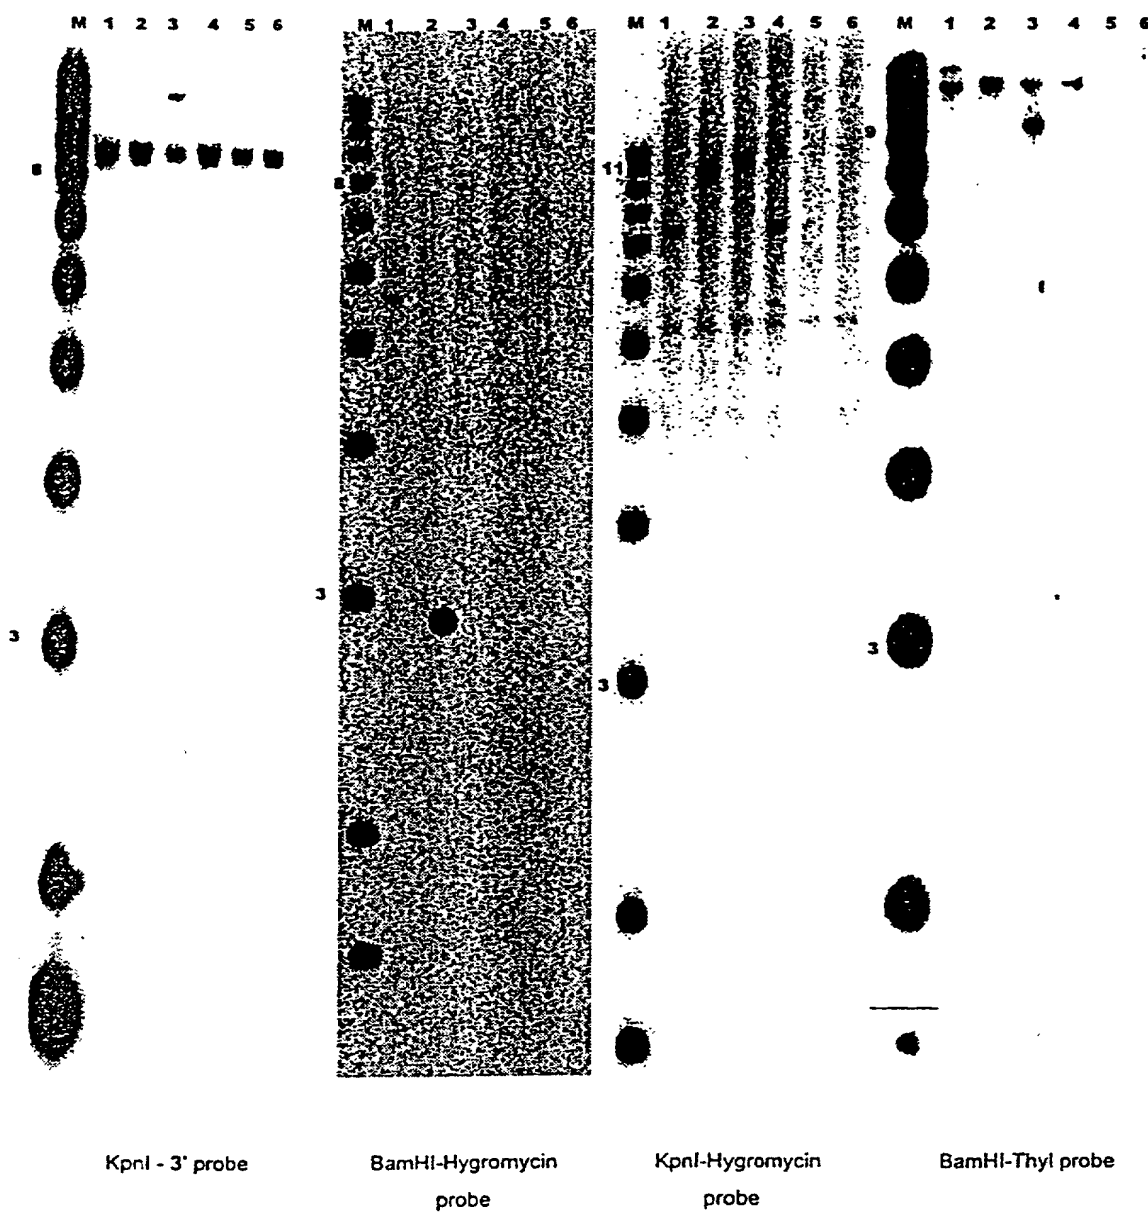 M 1 2 3 4 5 6
M 1 2 3 4 5 6
M 1 2 3 4 5 6
M 1 2 3 4 5 6
8
8
11
9
3
3
3
3
KpnI - 3' probe
BamHI-Hygromycin
probe
KpnI-Hygromycin
probe
BamHI-Thyl probe